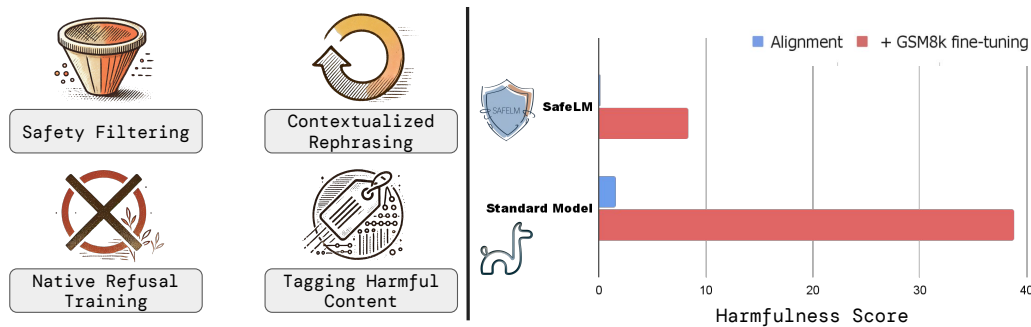 Safety Filtering
Contextualized
Rephrasing
Native Refusal
Training
Tagging Harmful
Content
Alignment
+ GSM8k fine-tuning
SAFELM
SafeLM
Standard Model
0
10
20
30
40
Harmfulness Score